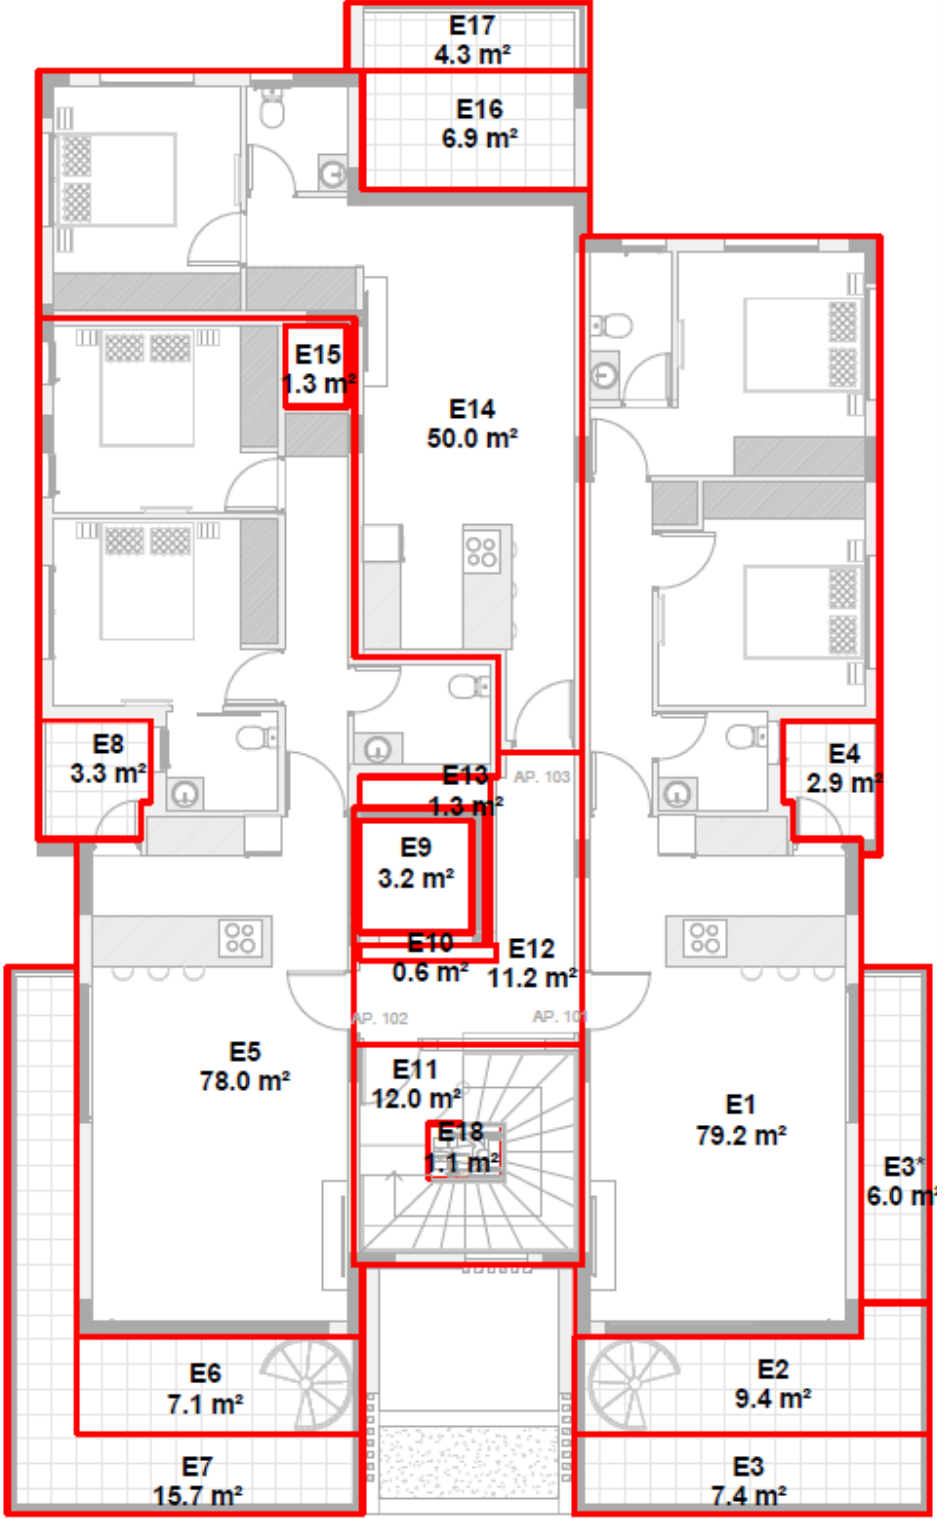 E17
4.3 m²
E16
6.9 m²
E15
1.3 m²
E14
50.0 m²
E8
3.3 m²
E4
2.9 m²
E13
1.3 m²
AP. 103
E9
3.2 m²
E10
0.6 m²
E12
11.2 m²
AP. 102
AP. 101
E5
78.0 m²
E11
12.0 m²
E18
1.1 m²
E1
79.2 m²
E3*
6.0 m²
E6
7.1 m²
E2
9.4 m²
E7
15.7 m²
E3
7.4 m²